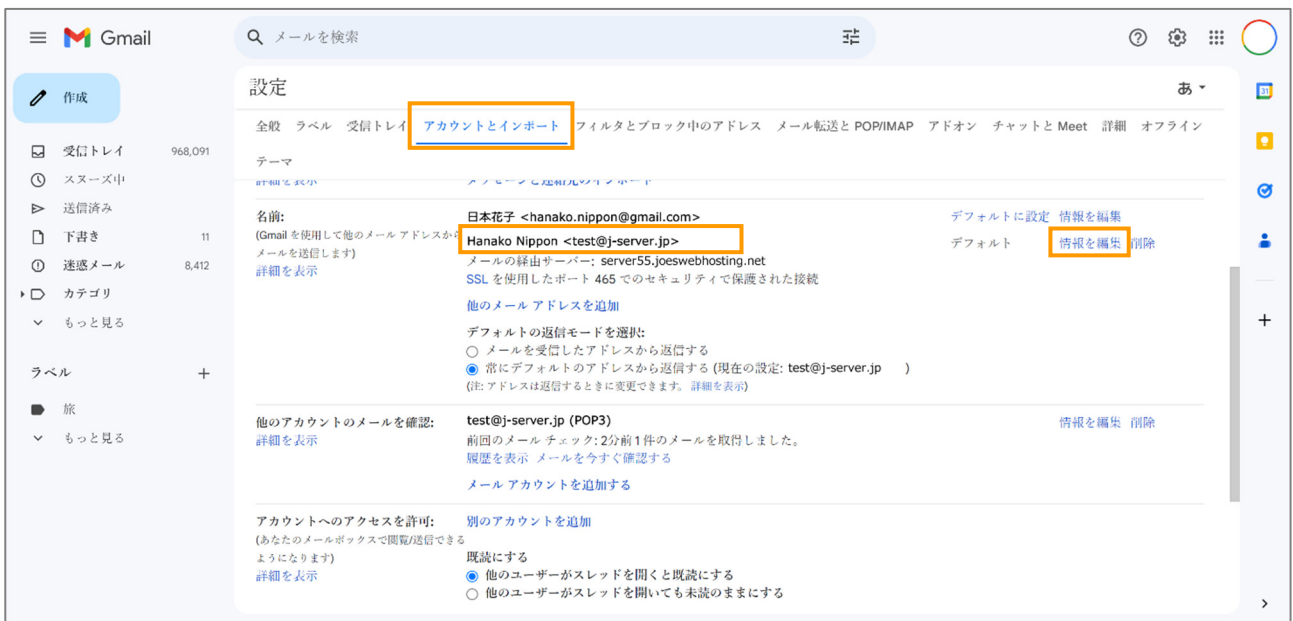 Gmail
メールを検索
作成
設定
あ
全般 ラベル 受信トレイ アカウントとインポート フィルタとブロック中のアドレス メール転送と POP/IMAP アドオン チャットと Meet 詳細 オフライン
テーマ
受信トレイ 968,091
スヌーズ中
送信済み
下書き 11
迷惑メール 8,412
カテゴリ
もっと見る
ラベル
旅
もっと見る
詳細を表示 メッセージと連絡先のインポート
名前:
(Gmail を使用して他のメール アドレスから
メールを送信します)
詳細を表示
日本花子 <hanako.nippon@gmail.com> デフォルトに設定 情報を編集
Hanako Nippon <test@j-server.jp> デフォルト 情報を編集 削除
メールの経由サーバー: server55.joeswebhosting.net
SSL を使用したポート 465 でのセキュリティで保護された接続
他のメール アドレスを追加
デフォルトの返信モードを選択:
メールを受信したアドレスから返信する
常にデフォルトのアドレスから返信する (現在の設定: test@j-server.jp )
(注: アドレスは返信するときに変更できます。 詳細を表示)
他のアカウントのメールを確認:
詳細を表示
test@j-server.jp (POP3) 情報を編集 削除
前回のメール チェック: 2分前 1 件のメールを取得しました。
履歴を表示 メールを今すぐ確認する
メール アカウントを追加する
アカウントへのアクセスを許可:
(あなたのメールボックスで閲覧/送信できる
ようになります)
詳細を表示
別のアカウントを追加
既読にする
他のユーザーがスレッドを開くと既読にする
他のユーザーがスレッドを開いても未読のままにする
31